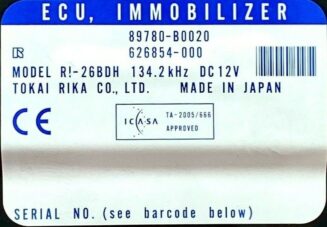 ECU, IMMOBILIZER
89780-B0020
626854-000
MODEL RI-26BDH 134.2kHz DC12V
TOKAI RIKA CO., LTD. MADE IN JAPAN
CE
ICASA
TA-2005/666
APPROVED
SERIAL NO. (see barcode below)